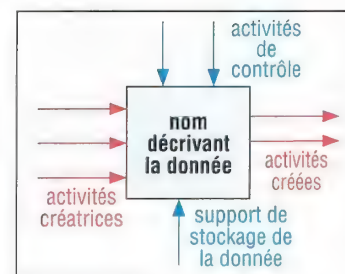 activités
de
contrôle
nom
décrivant
la donnée
activités
créatrices
activités
créées
support de
stockage de
la donnée